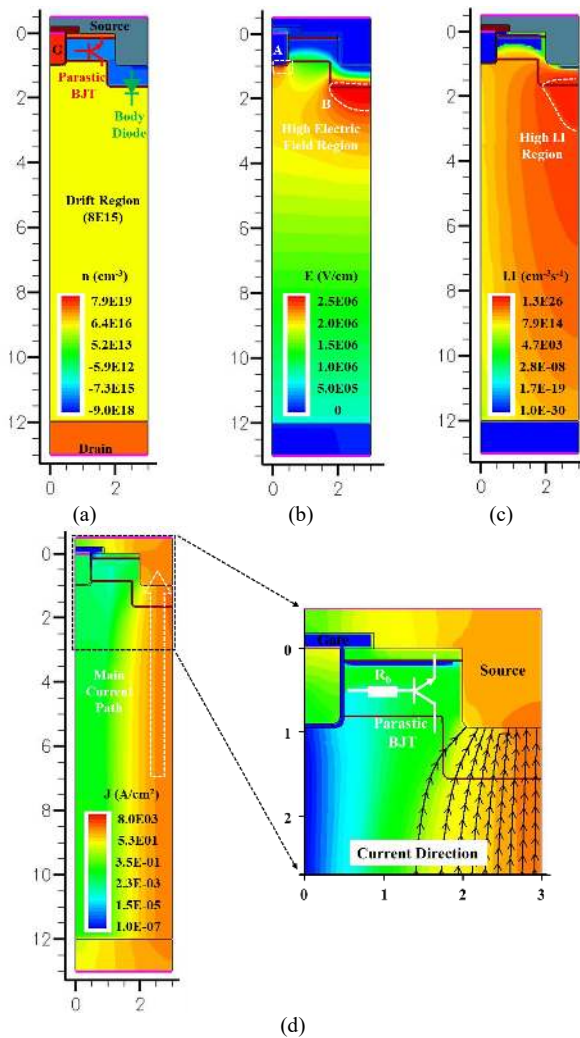 0
2
4
6
8
10
12
0 2
Source
G
Parastic
BJT
Body
Diode
Drift Region
(8E15)
n (cm-3)
7.9E19
6.4E16
5.2E13
-5.9E12
-7.3E15
-9.0E18
Drain
(a)
0
2
4
6
8
10
12
0 2
A
B
High Electric
Field Region
E (V/cm)
2.5E06
2.0E06
1.5E06
1.0E06
5.0E05
0
(b)
0
2
4
6
8
10
12
0 2
High I.I
Region
I.I (cm-3s-1)
1.3E26
7.9E14
4.7E03
2.8E-08
1.7E-19
1.0E-30
(c)
0
2
4
6
8
10
12
0 2
Main
Current
Path
J (A/cm2)
8.0E03
5.3E01
3.5E-01
2.3E-03
1.5E-05
1.0E-07
0
1
2
0 1 2 3
Gate
Rb
Source
Parastic
BJT
Current Direction
(d)